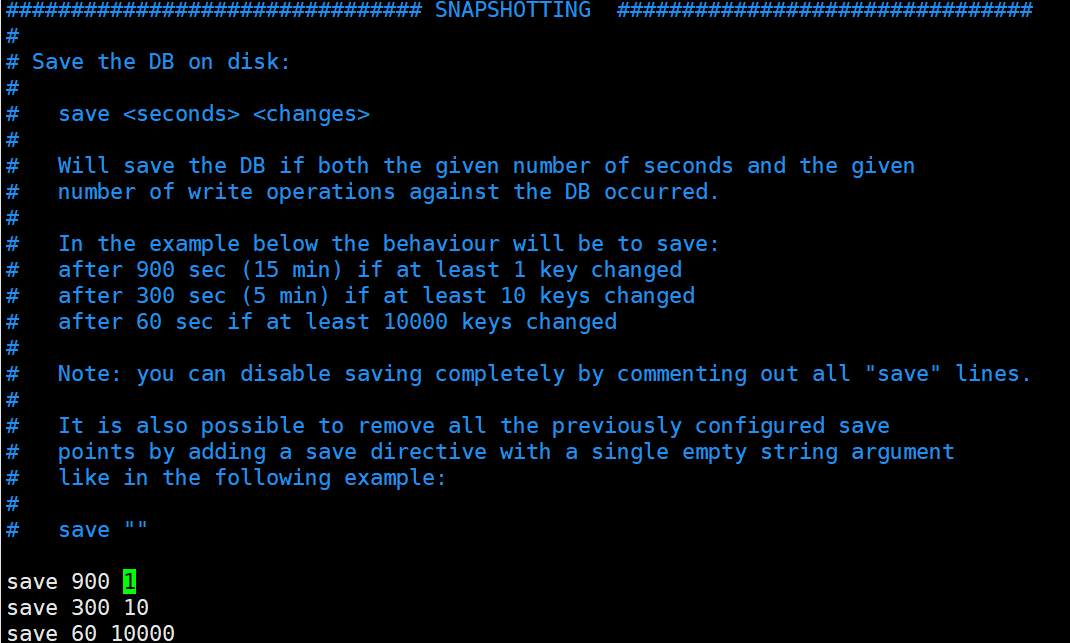 ################################ SNAPSHOTTING  ################################
#
# Save the DB on disk:
#
#   save <seconds> <changes>
#
#   Will save the DB if both the given number of seconds and the given
#   number of write operations against the DB occurred.
#
#   In the example below the behaviour will be to save:
#   after 900 sec (15 min) if at least 1 key changed
#   after 300 sec (5 min) if at least 10 keys changed
#   after 60 sec if at least 10000 keys changed
#
#   Note: you can disable saving completely by commenting out all "save" lines.
#
#   It is also possible to remove all the previously configured save
#   points by adding a save directive with a single empty string argument
#   like in the following example:
#
#   save ""

save 900 1
save 300 10
save 60 10000